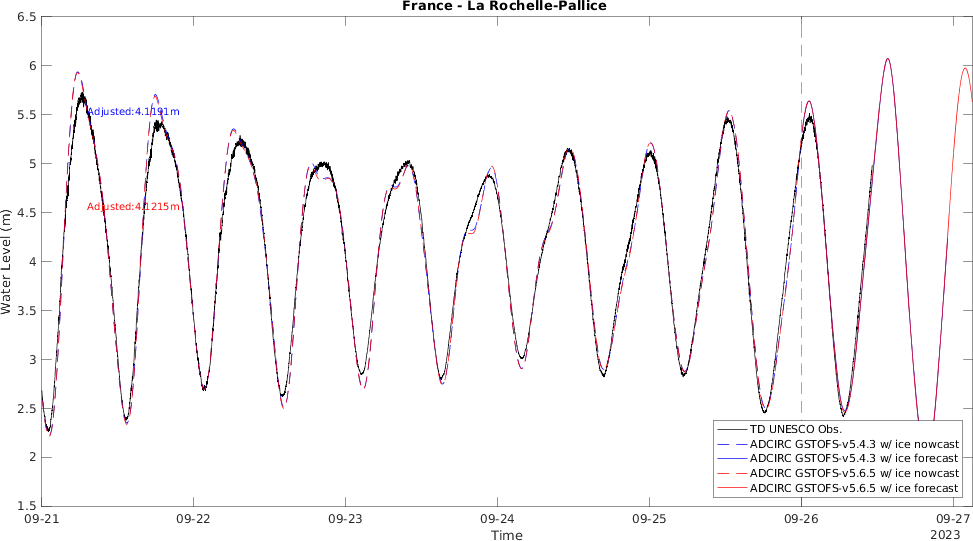 France - La Rochelle-Pallice
6.5
6
5.5
5
4.5
4
3.5
3
2.5
2
1.5
Water Level (m)
Adjusted:4.1191m
Adjusted:4.1215m
TD UNESCO Obs.
ADCIRC GSTOFS-v5.4.3 w/ ice nowcast
ADCIRC GSTOFS-v5.4.3 w/ ice forecast
ADCIRC GSTOFS-v5.6.5 w/ ice nowcast
ADCIRC GSTOFS-v5.6.5 w/ ice forecast
09-21
09-22
09-23
09-24
09-25
09-26
09-27
2023
Time